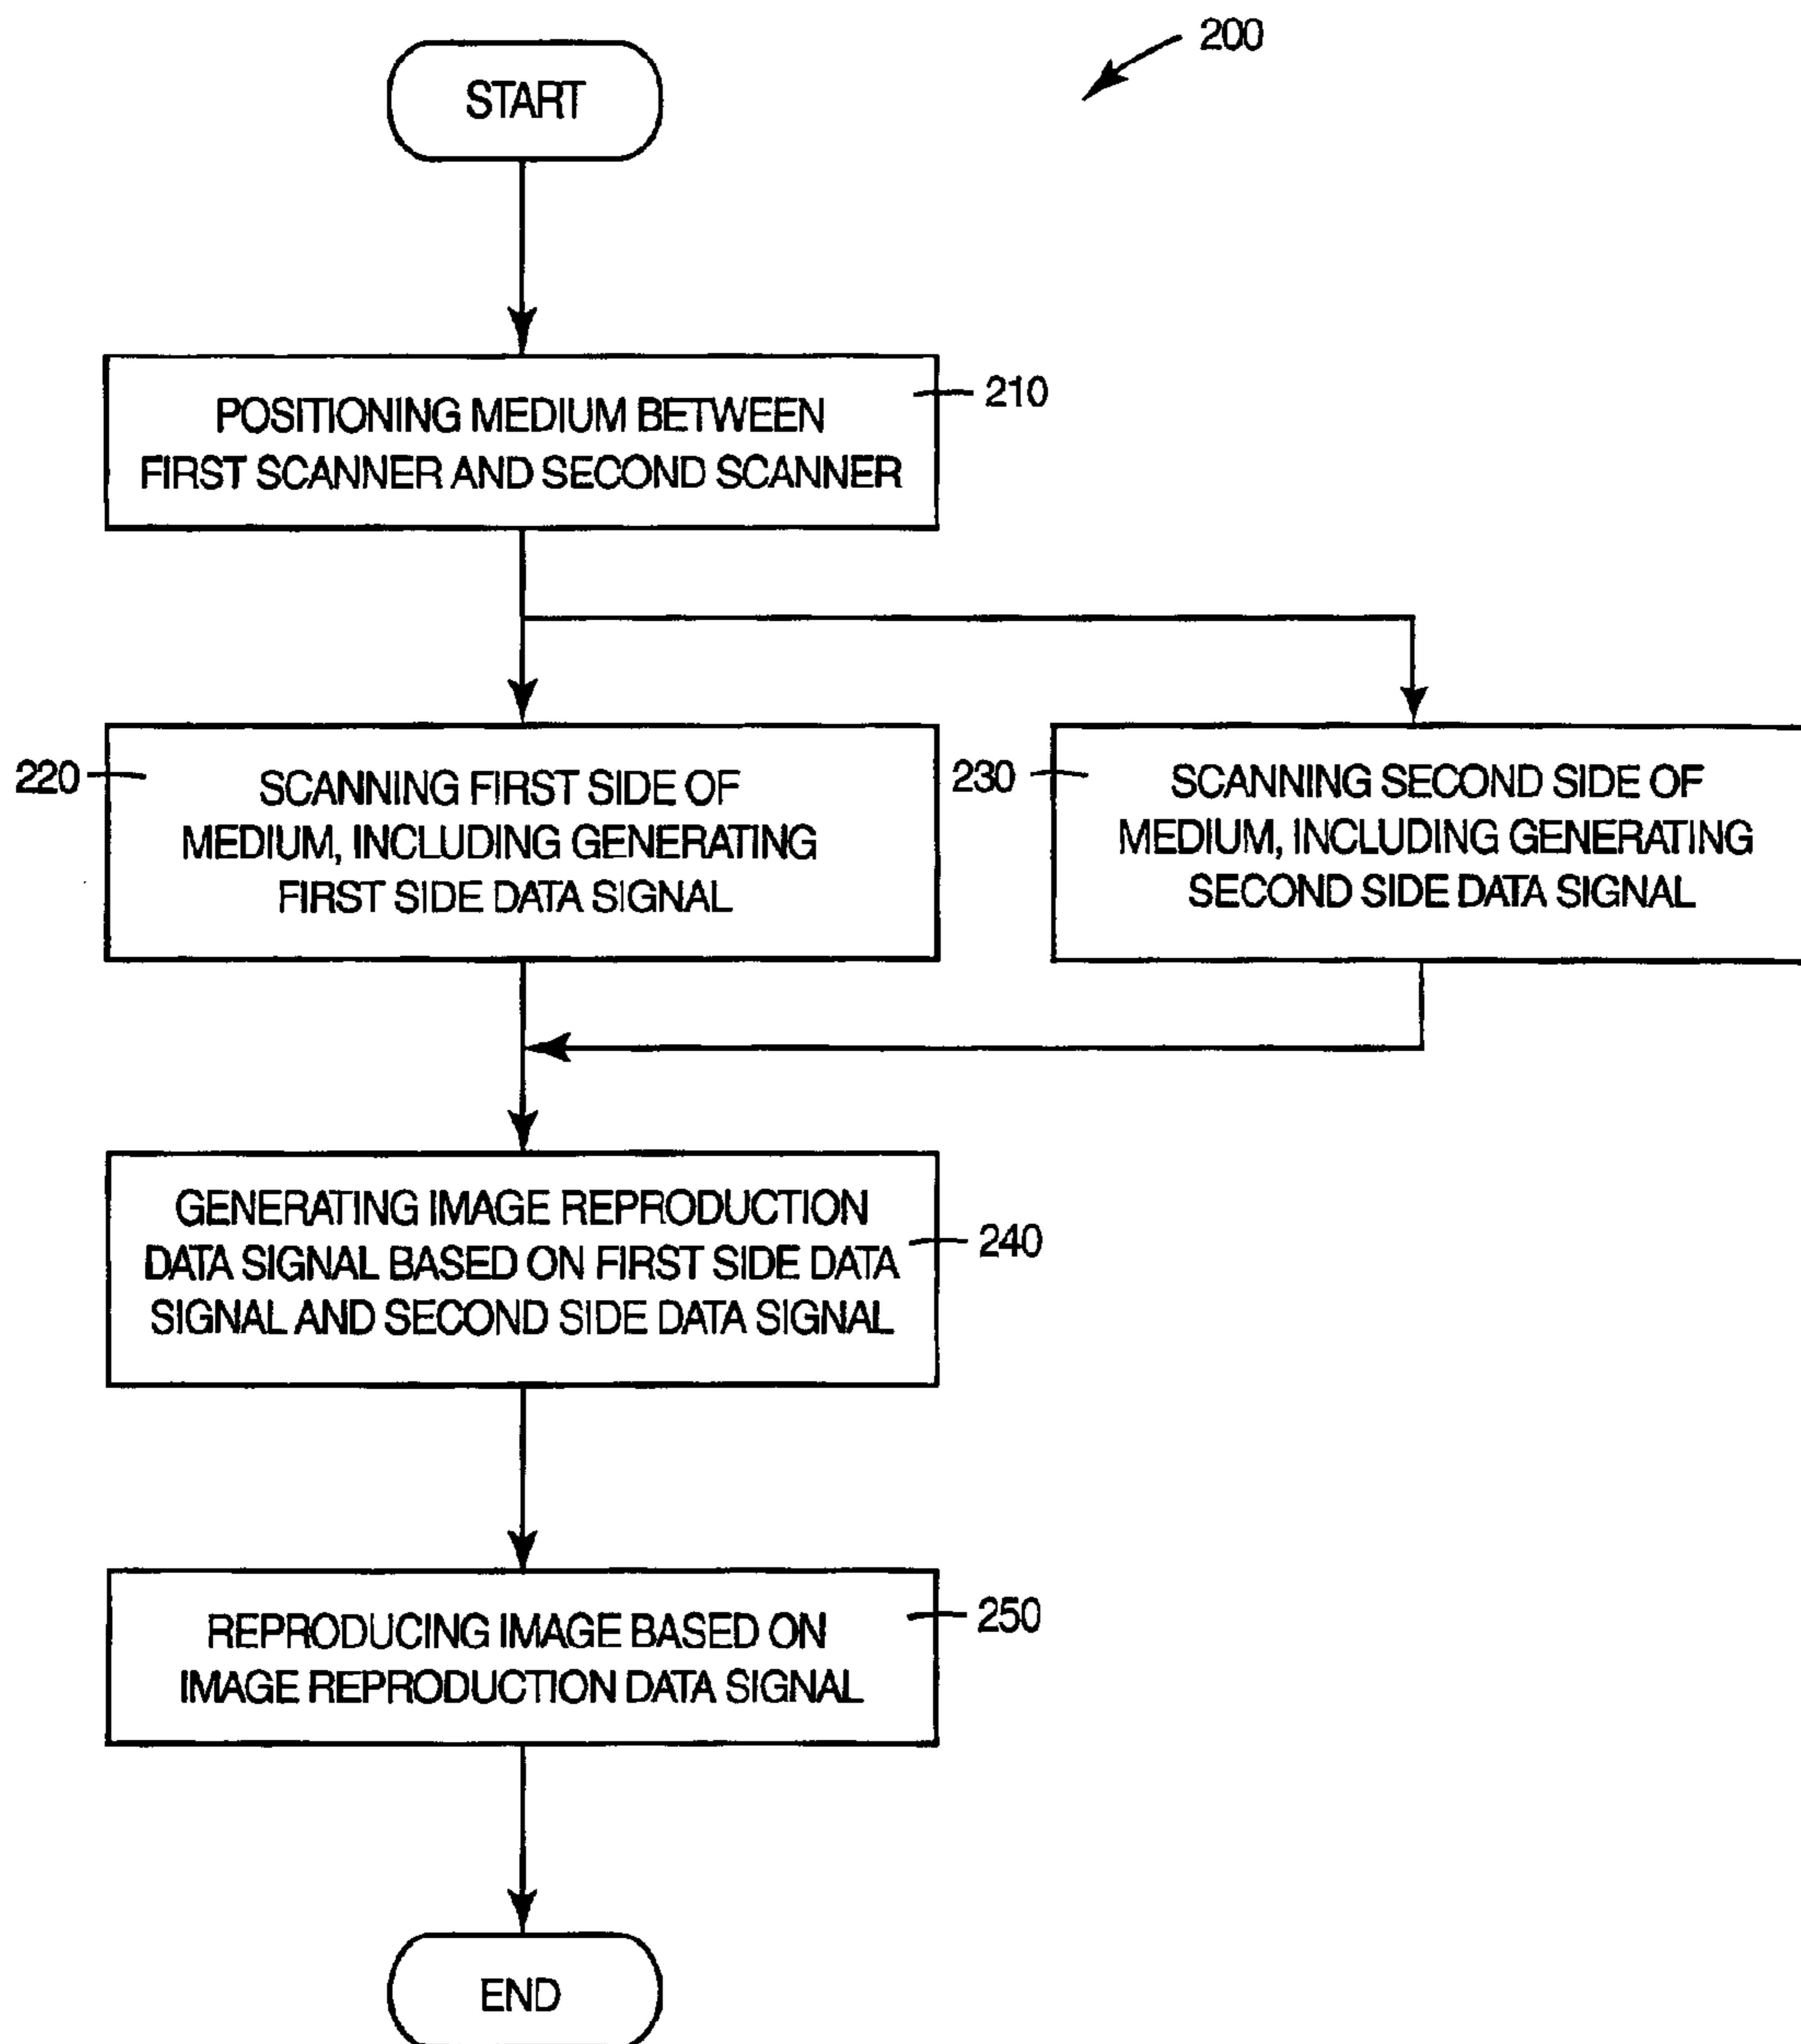 200
START
POSITIONING MEDIUM BETWEEN
FIRST SCANNER AND SECOND SCANNER
210
220
SCANNING FIRST SIDE OF
MEDIUM, INCLUDING GENERATING
FIRST SIDE DATA SIGNAL
230
SCANNING SECOND SIDE OF
MEDIUM, INCLUDING GENERATING
SECOND SIDE DATA SIGNAL
GENERATING IMAGE REPRODUCTION
DATA SIGNAL BASED ON FIRST SIDE DATA
SIGNAL AND SECOND SIDE DATA SIGNAL
240
REPRODUCING IMAGE BASED ON
IMAGE REPRODUCTION DATA SIGNAL
250
END